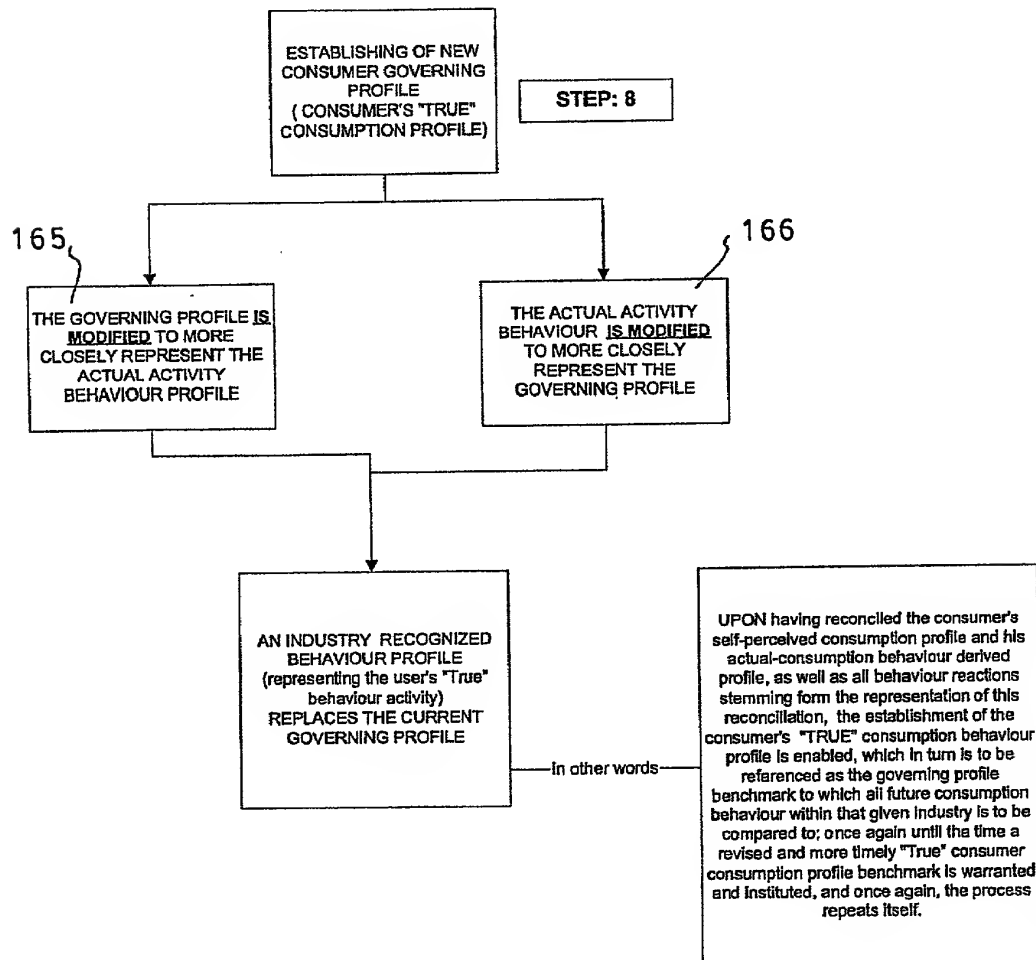 ESTABLISHING OF NEW
CONSUMER GOVERNING
PROFILE
( CONSUMER'S "TRUE"
CONSUMPTION PROFILE)
STEP: 8
165
166
THE GOVERNING PROFILE IS
MODIFIED TO MORE
CLOSELY REPRESENT THE
ACTUAL ACTIVITY
BEHAVIOUR PROFILE
THE ACTUAL ACTIVITY
BEHAVIOUR IS MODIFIED
TO MORE CLOSELY
REPRESENT THE
GOVERNING PROFILE
AN INDUSTRY RECOGNIZED
BEHAVIOUR PROFILE
(representing the user's "True"
behaviour activity)
REPLACES THE CURRENT
GOVERNING PROFILE
In other words
UPON having reconciled the consumer's
self-perceived consumption profile and his
actual-consumption behaviour derived
profile, as well as all behaviour reactions
stemming form the representation of this
reconciliation, the establishment of the
consumer's "TRUE" consumption behaviour
profile is enabled, which in turn is to be
referenced as the governing profile
benchmark to which all future consumption
behaviour within that given industry is to be
compared to; once again until the time a
revised and more timely "True" consumer
consumption profile benchmark is warranted
and instituted, and once again, the process
repeats itself.